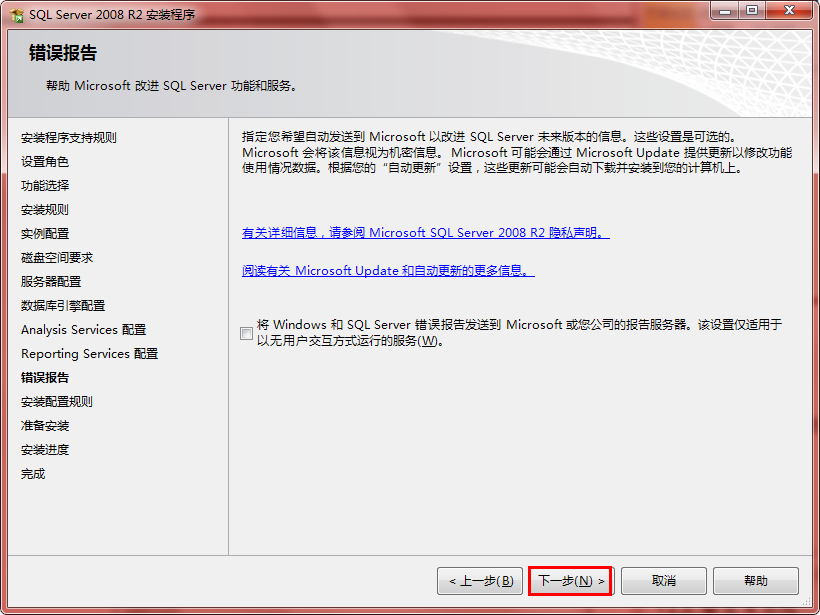 SQL Server 2008 R2 安装程序
错误报告
帮助 Microsoft 改进 SQL Server 功能和服务。
安装程序支持规则
设置角色
功能选择
安装规则
实例配置
磁盘空间要求
服务器配置
数据库引擎配置
Analysis Services 配置
Reporting Services 配置
错误报告
安装配置规则
准备安装
安装进度
完成
指定您希望自动发送到 Microsoft 以改进 SQL Server 未来版本的信息。这些设置是可选的。
Microsoft 会将该信息视为机密信息。 Microsoft 可能会通过 Microsoft Update 提供更新以修改功能
使用情况数据。根据您的“自动更新”设置，这些更新可能会自动下载并安装到您的计算机上。
有关详细信息，请参阅 Microsoft SQL Server 2008 R2 隐私声明。
阅读有关 Microsoft Update 和自动更新的更多信息。
将 Windows 和 SQL Server 错误报告发送到 Microsoft 或您公司的报告服务器。该设置仅适用于
以无用户交互方式运行的服务(W)。
< 上一步(B)
下一步(N) >
取消
帮助